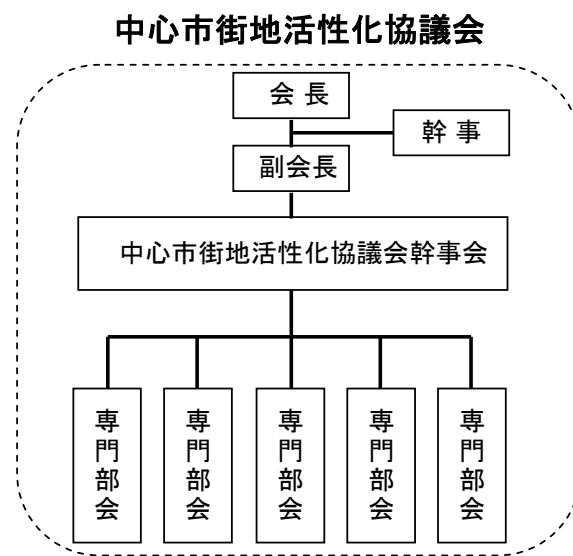 中心市街地活性化協議会
会長
幹事
副会長
中心市街地活性化協議会幹事会
専門部会
専門部会
専門部会
専門部会
専門部会